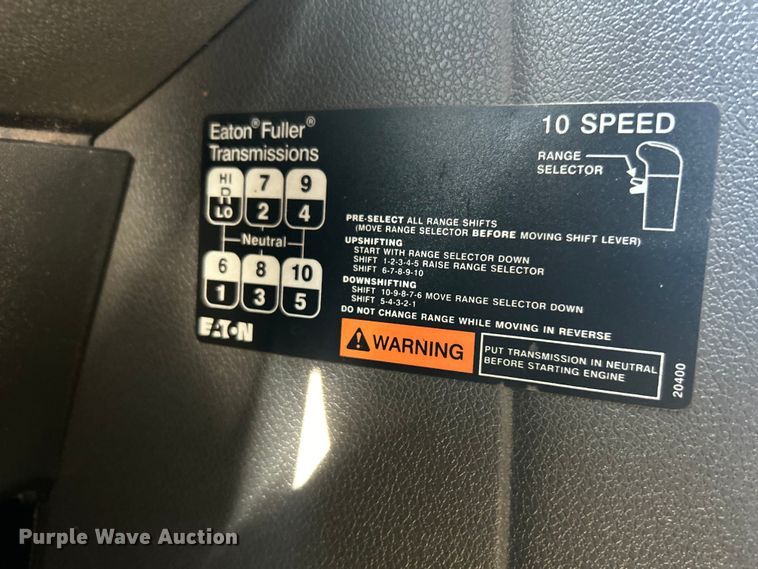 Eaton® Fuller®
Transmissions
10 SPEED
RANGE
SELECTOR
HI 7 9
R
LO 2 4
Neutral
6 8 10
1 3 5
EATON
PRE-SELECT ALL RANGE SHIFTS
(MOVE RANGE SELECTOR BEFORE MOVING SHIFT LEVER)
UPSHIFTING
START WITH RANGE SELECTOR DOWN
SHIFT 1-2-3-4-5 RAISE RANGE SELECTOR
SHIFT 6-7-8-9-10
DOWNSHIFTING
SHIFT 10-9-8-7-6 MOVE RANGE SELECTOR DOWN
SHIFT 5-4-3-2-1
DO NOT CHANGE RANGE WHILE MOVING IN REVERSE
WARNING
PUT TRANSMISSION IN NEUTRAL
BEFORE STARTING ENGINE
20400
Purple Wave Auction